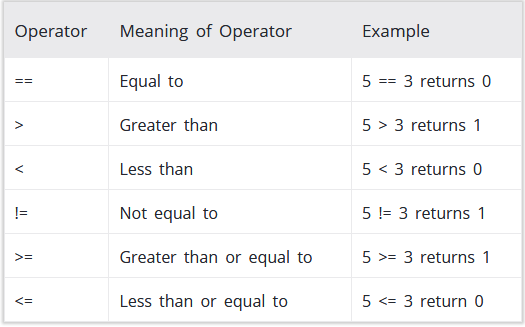 Operator Meaning of Operator Example
== Equal to 5 == 3 returns 0
> Greater than 5 > 3 returns 1
< Less than 5 < 3 returns 0
!= Not equal to 5 != 3 returns 1
>= Greater than or equal to 5 >= 3 returns 1
<= Less than or equal to 5 <= 3 return 0